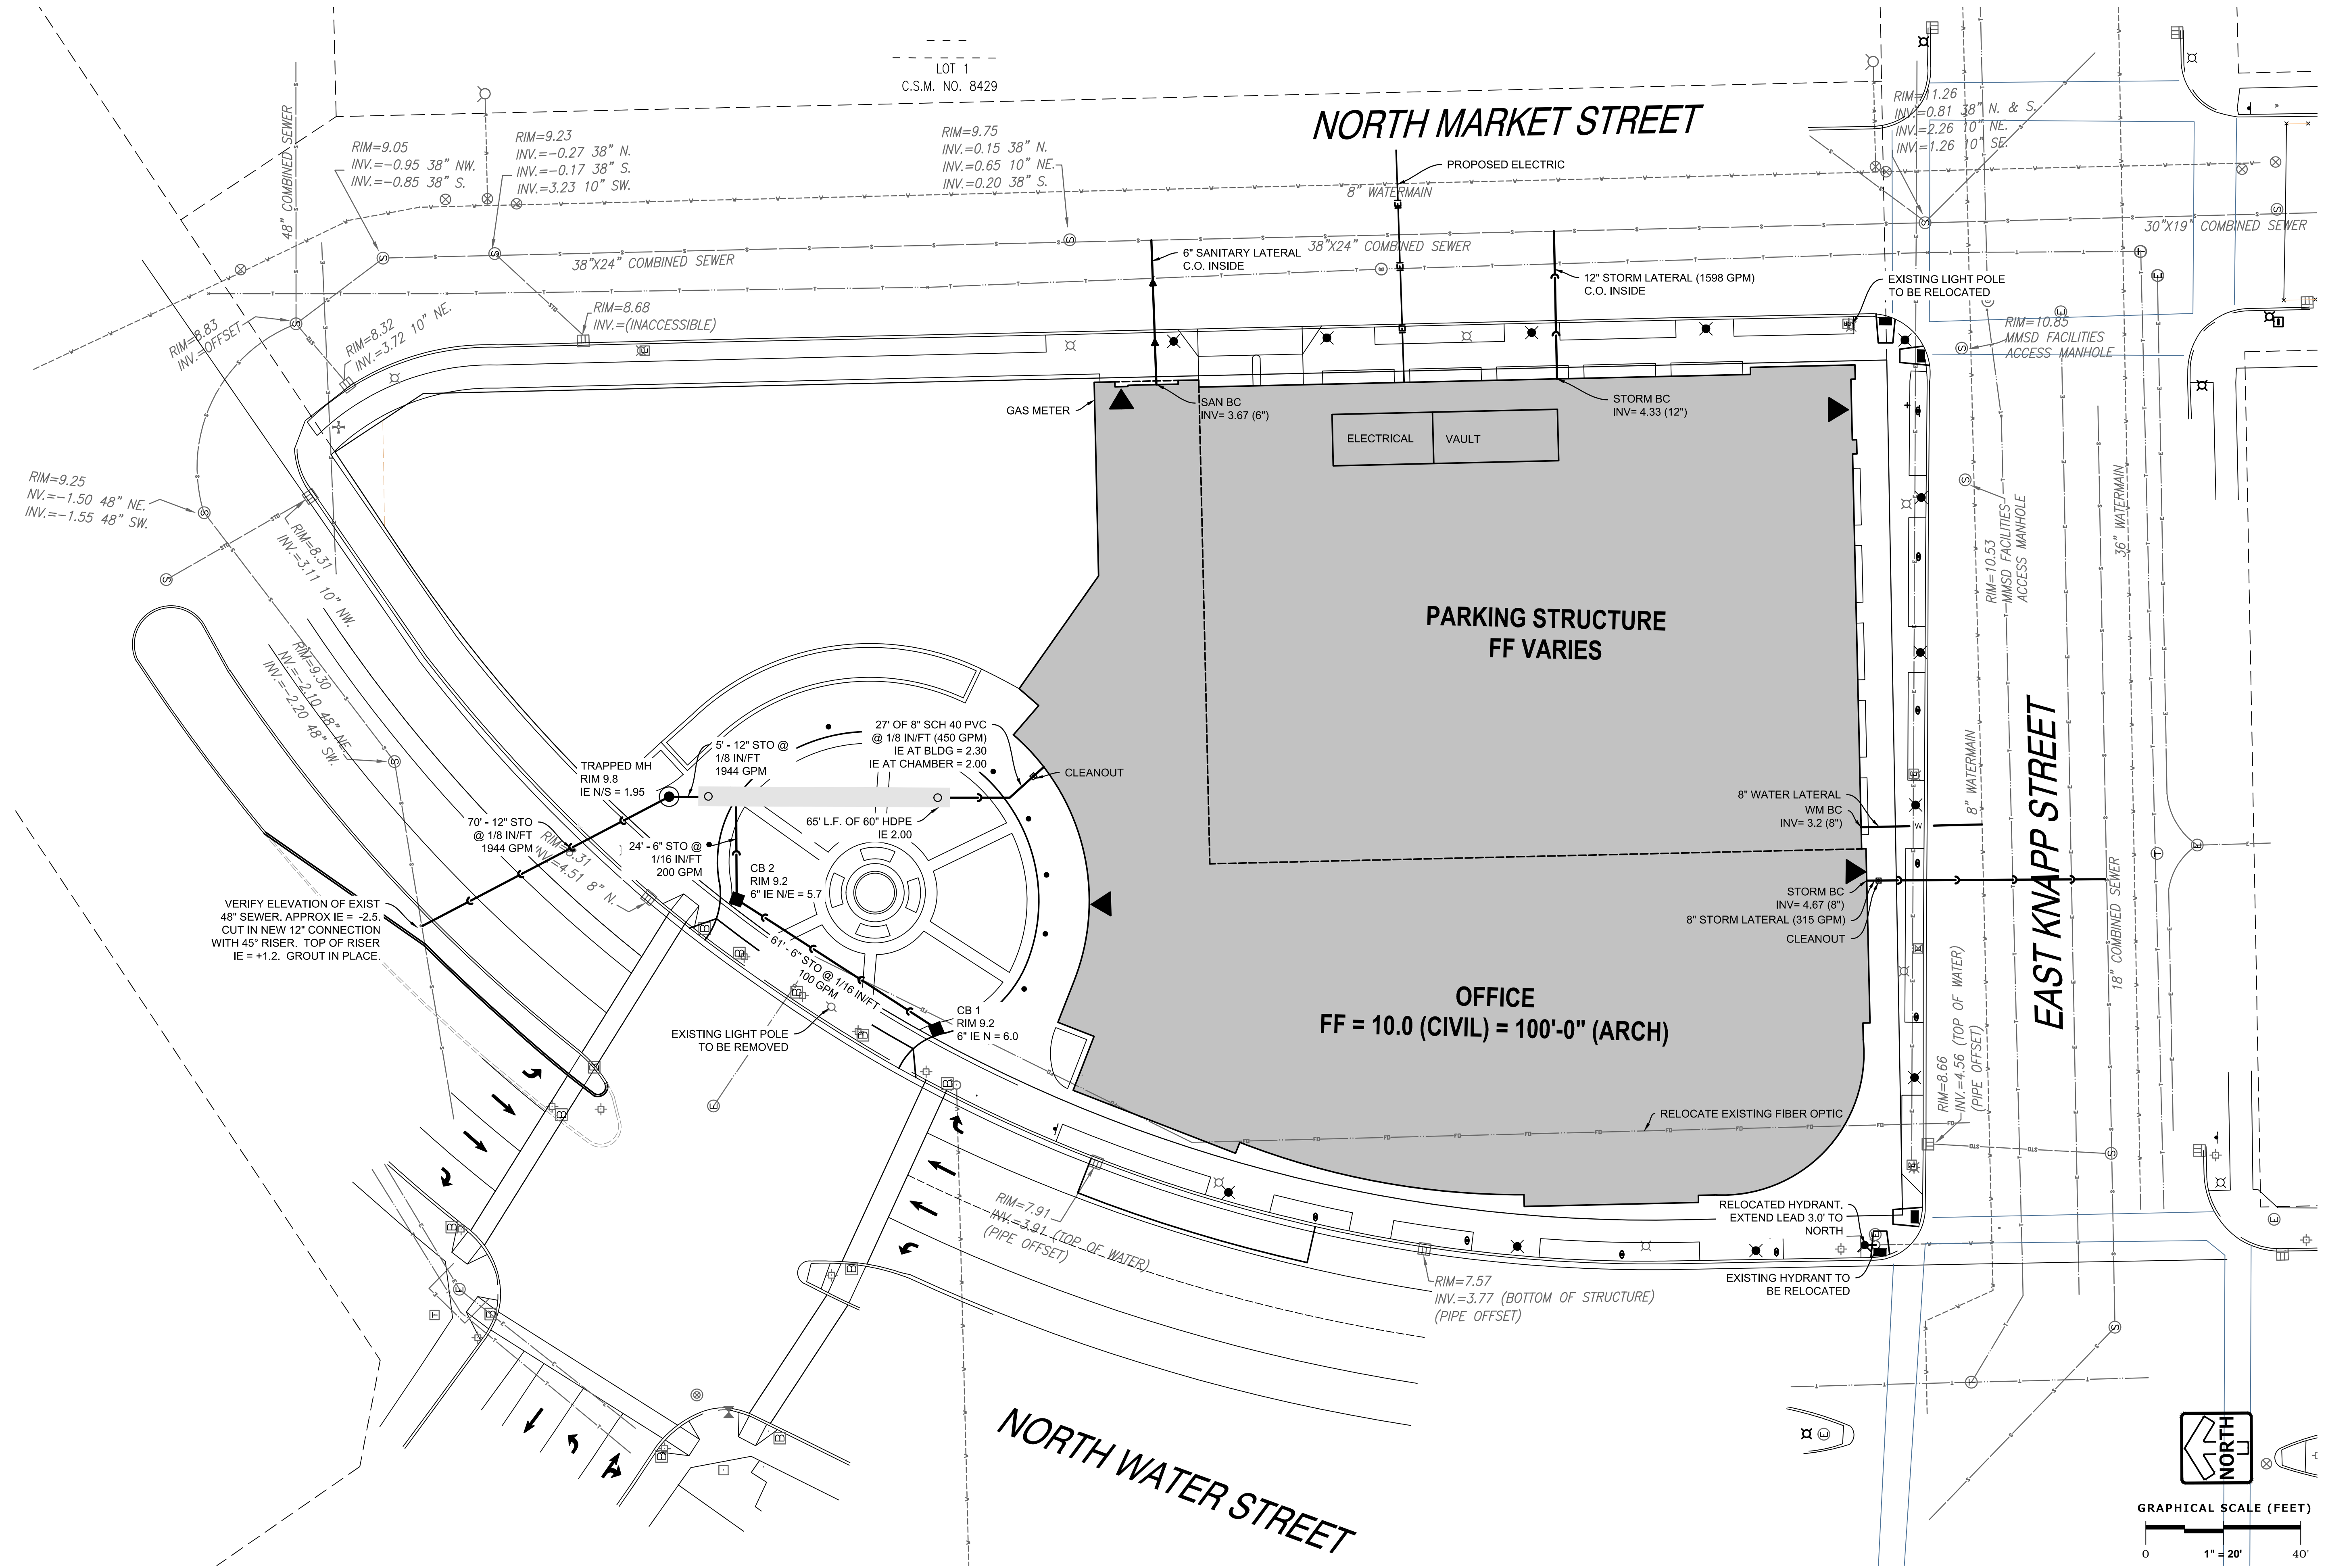 LOT 1
C.S.M. NO. 8429
NORTH MARKET STREET
48" COMBINED SEWER
RIM=9.05
INV.=-0.95 38" NW.
INV.=-0.85 38" S.
RIM=9.23
INV.=-0.27 38" N.
INV.=-0.17 38" S.
INV.=3.23 10" SW.
RIM=9.75
INV.=0.15 38" N.
INV.=0.65 10" NE.
INV.=0.20 38" S.
PROPOSED ELECTRIC
8" WATERMAIN
RIM=11.26
INV.=0.81 38" N. & S.
INV.=2.26 10" NE.
INV.=1.26 10" SE.
38"X24" COMBINED SEWER
6" SANITARY LATERAL
C.O. INSIDE
38"X24" COMBINED SEWER
12" STORM LATERAL (1598 GPM)
C.O. INSIDE
30"X19" COMBINED SEWER
EXISTING LIGHT POLE
TO BE RELOCATED
RIM=8.83
INV.=OFFSET
RIM=8.32
INV.=3.72 10" NE.
RIM=8.68
INV.=(INACCESSIBLE)
RIM=10.85
MMSD FACILITIES
ACCESS MANHOLE
GAS METER
SAN BC
INV= 3.67 (6")
STORM BC
INV= 4.33 (12")
ELECTRICAL
VAULT
RIM=9.25
NV.=-1.50 48" NE.
INV.=-1.55 48" SW.
RIM=8.31
INV.=3.11 10" NW.
RIM=10.53
MMSD FACILITIES
ACCESS MANHOLE
36" WATERMAIN
PARKING STRUCTURE
FF VARIES
RIM=9.30
NV.=-2.10 48" NE.
INV.=-2.20 48" SW.
TRAPPED MH
RIM 9.8
IE N/S = 1.95
5' - 12" STO @
1/8 IN/FT
1944 GPM
27' OF 8" SCH 40 PVC
@ 1/8 IN/FT (450 GPM)
IE AT BLDG = 2.30
IE AT CHAMBER = 2.00
CLEANOUT
65' L.F. OF 60" HDPE
IE 2.00
70' - 12" STO
@ 1/8 IN/FT
1944 GPM
RIM=8.31
INV.=4.51 8" N.
24' - 6" STO @
1/16 IN/FT
200 GPM
CB 2
RIM 9.2
6" IE N/E = 5.7
VERIFY ELEVATION OF EXIST
48" SEWER. APPROX IE = -2.5.
CUT IN NEW 12" CONNECTION
WITH 45° RISER. TOP OF RISER
IE = +1.2. GROUT IN PLACE.
61' - 6" STO @ 1/16 IN/FT
100 GPM
CB 1
RIM 9.2
6" IE N = 6.0
EXISTING LIGHT POLE
TO BE REMOVED
8" WATER LATERAL
WM BC
INV= 3.2 (8")
W
8" WATERMAIN
EAST KNAPP STREET
STORM BC
INV= 4.67 (8")
8" STORM LATERAL (315 GPM)
CLEANOUT
18" COMBINED SEWER
OFFICE
FF = 10.0 (CIVIL) = 100'-0" (ARCH)
RIM=8.66
INV.=4.56 (TOP OF WATER)
(PIPE OFFSET)
RELOCATE EXISTING FIBER OPTIC
RIM=7.91
INV.=3.91 (TOP OF WATER)
(PIPE OFFSET)
RELOCATED HYDRANT.
EXTEND LEAD 3.0' TO
NORTH
EXISTING HYDRANT TO
BE RELOCATED
RIM=7.57
INV.=3.77 (BOTTOM OF STRUCTURE)
(PIPE OFFSET)
NORTH WATER STREET
NORTH
GRAPHICAL SCALE (FEET)
0
1" = 20'
40'